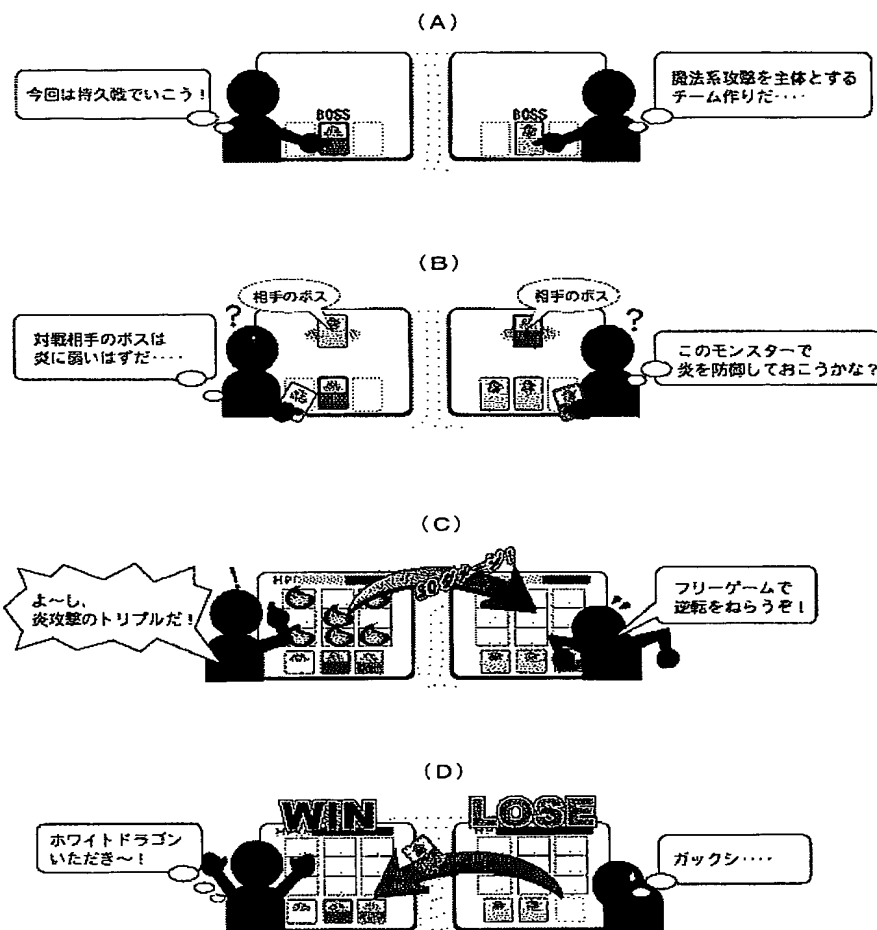 (A)
今回は持久戦でいこう！
BOSS
BOSS
魔法系攻撃を主体とする
チーム作りだ‥‥
(B)
対戦相手のボスは
炎に弱いはずだ‥‥
?
相手のボス
相手のボス
?
このモンスターで
炎を防御しておこうかな？
(C)
よ〜し、
炎攻撃のトリプルだ！
HP
フリーゲームで
逆転をねらうぞ！
(D)
ホワイトドラゴン
いただき〜！
WIN
LOSE
ガックシ‥‥